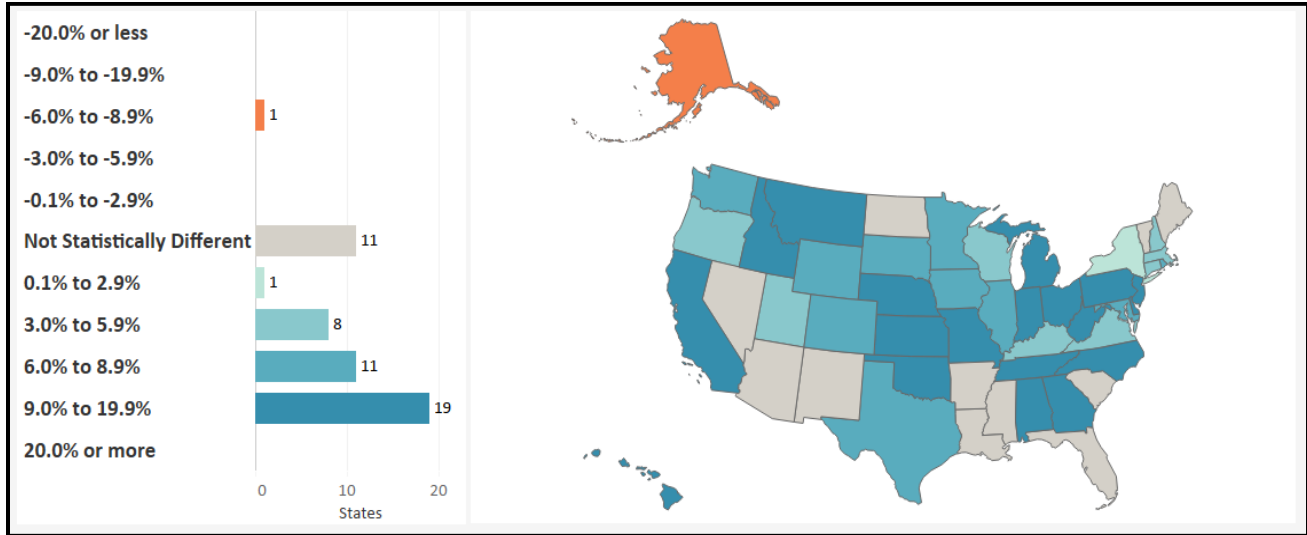 -20.0% or less
-9.0% to -19.9%
-6.0% to -8.9%
1
-3.0% to -5.9%
-0.1% to -2.9%
Not Statistically Different
11
0.1% to 2.9%
1
3.0% to 5.9%
8
6.0% to 8.9%
11
9.0% to 19.9%
19
20.0% or more
0 10 20
States